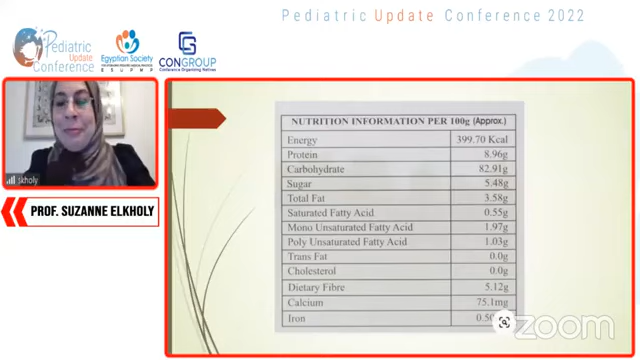 Pediatric Update Conference 2022
Pediatric
Update
Conference
Egyptian Society
ESUPMP
CONGROUP
Conference Organizing Natives
skholy
PROF. SUZANNE ELKHOLY
NUTRITION INFORMATION PER 100g (Approx.)
Energy 399.70 Kcal
Protein 8.96g
Carbohydrate 82.91g
Sugar 5.48g
Total Fat 3.58g
Saturated Fatty Acid 0.55g
Mono Unsaturated Fatty Acid 1.97g
Poly Unsaturated Fatty Acid 1.03g
Trans Fat 0.0g
Cholesterol 0.0g
Dietary Fibre 5.12g
Calcium 75.1mg
Iron
zoom